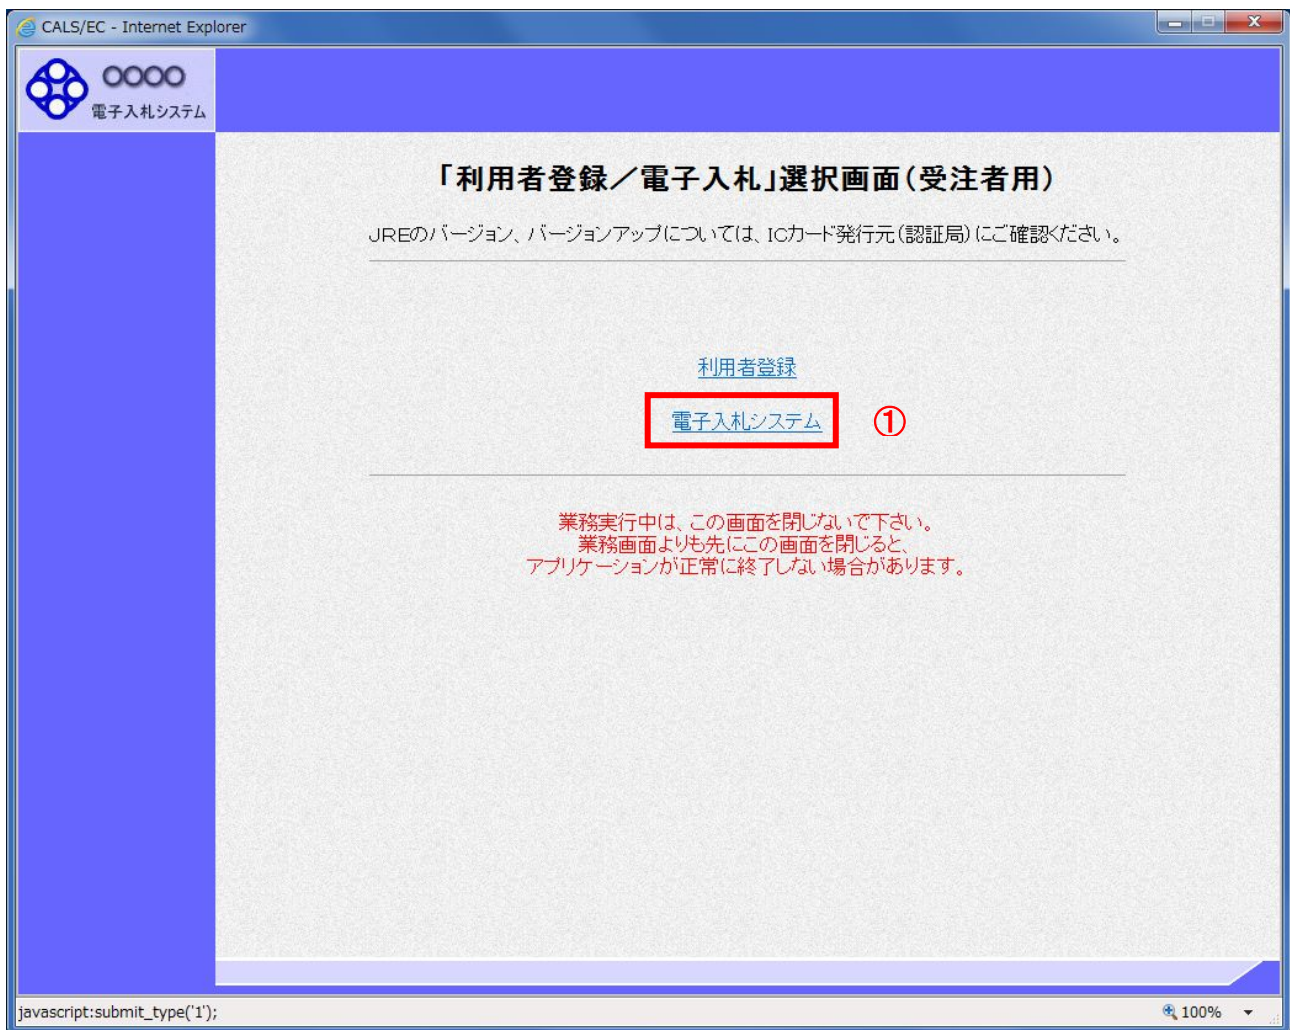 CALS/EC - Internet Explorer
〇〇〇〇
電子入札システム
「利用者登録／電子入札」選択画面(受注者用)
JREのバージョン、バージョンアップについては、ICカード発行元(認証局)にご確認ください。
利用者登録
電子入札システム ①
業務実行中は、この画面を閉じないで下さい。
業務画面よりも先にこの画面を閉じると、
アプリケーションが正常に終了しない場合があります。
javascript:submit_type('1'); 100%